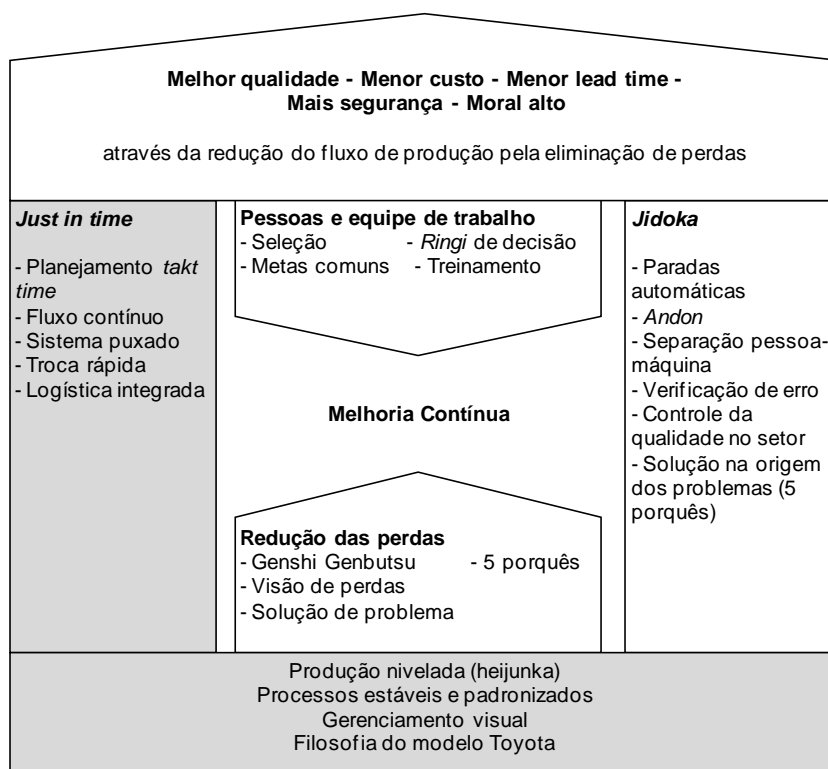 Melhor qualidade - Menor custo - Menor lead time -
Mais segurança - Moral alto
através da redução do fluxo de produção pela eliminação de perdas
Just in time
- Planejamento takt
time
- Fluxo contínuo
- Sistema puxado
- Troca rápida
- Logística integrada
Pessoas e equipe de trabalho
- Seleção - Ringi de decisão
- Metas comuns - Treinamento
Melhoria Contínua
Redução das perdas
- Genshi Genbutsu - 5 porquês
- Visão de perdas
- Solução de problema
Jidoka
- Paradas
automáticas
- Andon
- Separação pessoa-
máquina
- Verificação de erro
- Controle da
qualidade no setor
- Solução na origem
dos problemas (5
porquês)
Produção nivelada (heijunka)
Processos estáveis e padronizados
Gerenciamento visual
Filosofia do modelo Toyota